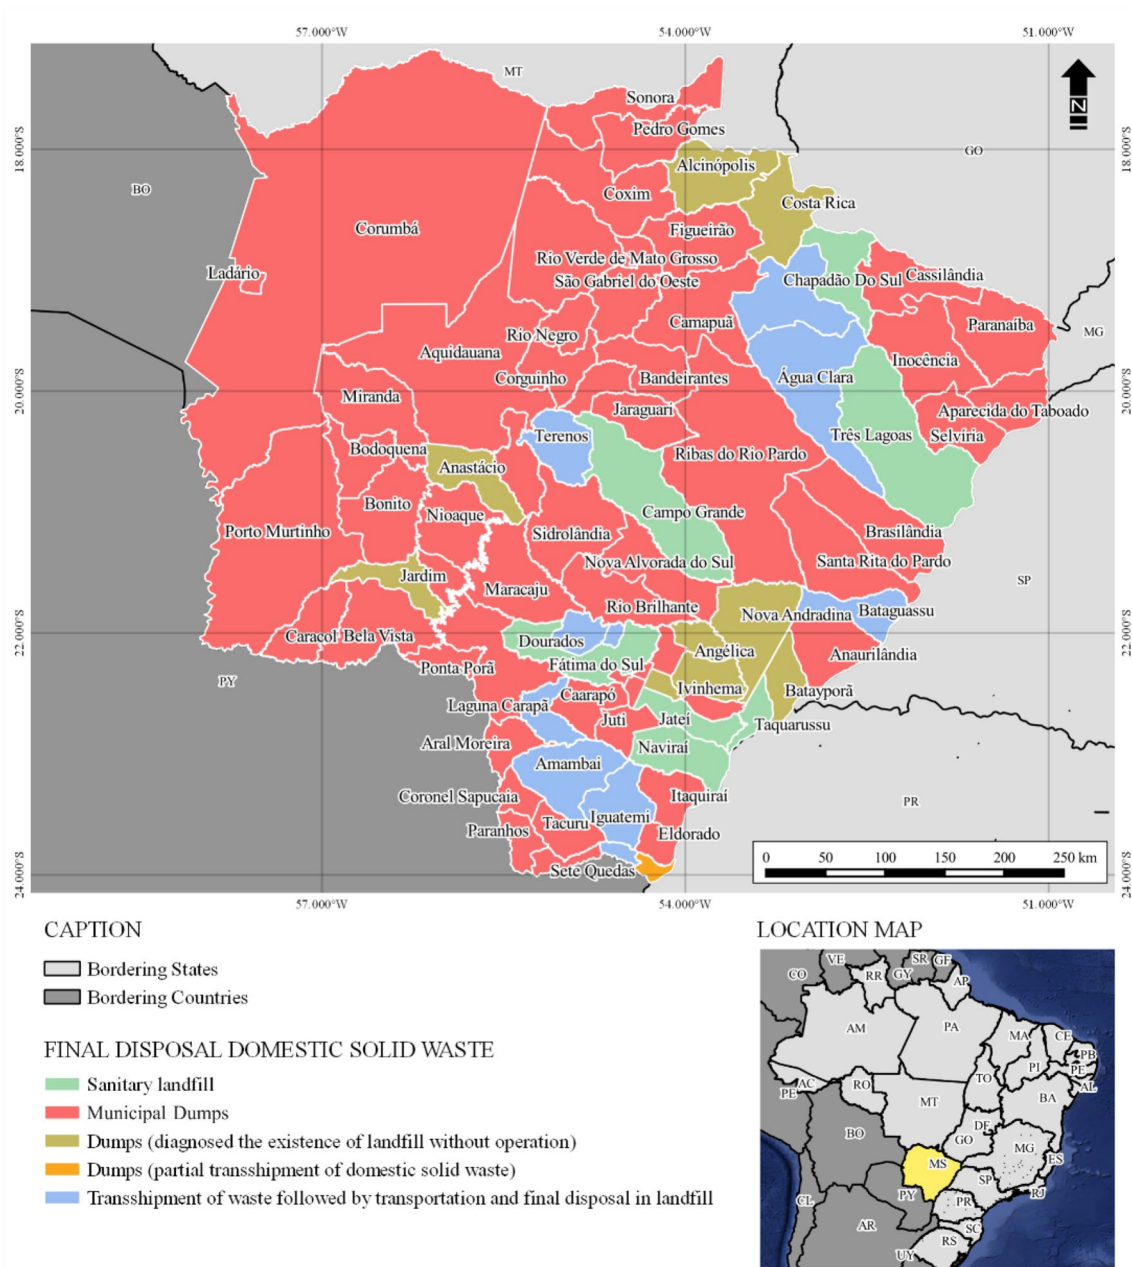 57.000°W 54.000°W 51.000°W
MT
Sonora
Pedro Gomes
18.000°S 18.000°S
GO
Alcinópolis
BO
Coxim
Costa Rica
Corumbá
Figueirão
Rio Verde de Mato Grosso
Ladário
São Gabriel do Oeste
Chapadão Do Sul
Cassilândia
Camapuã
Paranaíba
Rio Negro
MG
Aquidauana
Inocência
Corguinho
Bandeirantes
Água Clara
20.000°S 20.000°S
Miranda
Jaraguari
Aparecida do Taboado
Terenos
Três Lagoas
Selvíria
Bodoquena
Ribas do Rio Pardo
Anastácio
Bonito
Nioaque
Campo Grande
Porto Murtinho
Sidrolândia
Brasilândia
Nova Alvorada do Sul
Santa Rita do Pardo
Jardim
SP
Maracaju
Rio Brilhante
Nova Andradina
Bataguassu
22.000°S 22.000°S
Caracol
Bela Vista
Dourados
Angélica
Anaurilândia
Ponta Porã
Fátima do Sul
PY
Ivinhema
Batayporã
Caarapó
Laguna Carapã
Juti
Jateí
Taquarussu
Aral Moreira
Naviraí
Amambai
Coronel Sapucaia
Itaquiraí
PR
Iguatemi
Tacuru
Paranhos
Eldorado
Sete Quedas
24.000°S 24.000°S
0 50 100 150 200 250 km
57.000°W 54.000°W 51.000°W
N
CAPTION
Bordering States
Bordering Countries
FINAL DISPOSAL DOMESTIC SOLID WASTE
Sanitary landfill
Municipal Dumps
Dumps (diagnosed the existence of landfill without operation)
Dumps (partial transshipment of domestic solid waste)
Transshipment of waste followed by transportation and final disposal in landfill
LOCATION MAP
VE SR GF
CO RR GY AP
AM PA MA CE
PB
PI PE
AC RO TO AL
PE MT BA
BO DF
GO MG
MS ES
SP
PY RJ
CL PR
AR SC
RS
UY